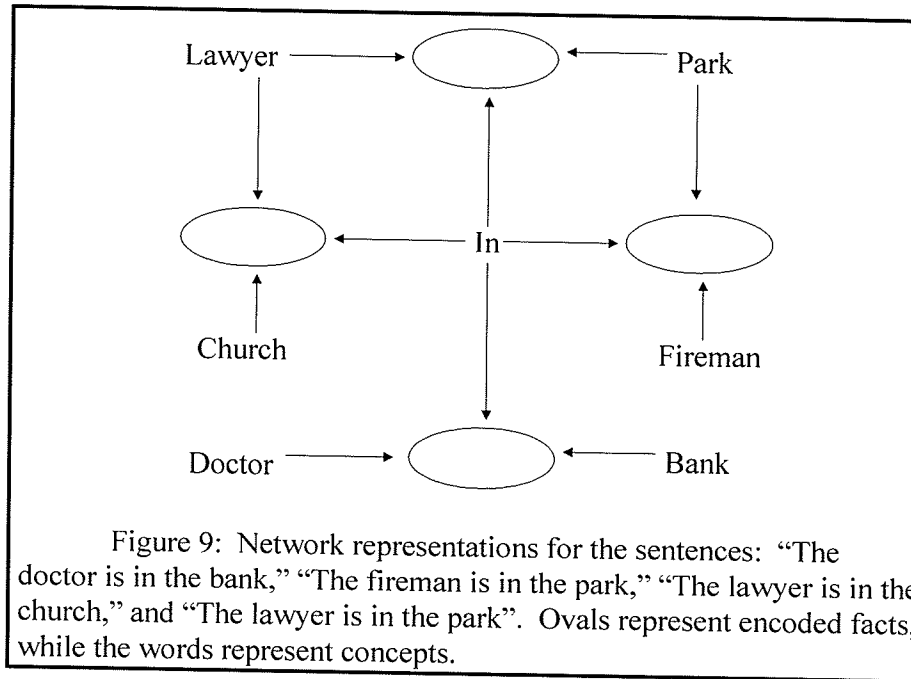 Lawyer
Park
In
Church
Fireman
Doctor
Bank
Figure 9: Network representations for the sentences: “The
doctor is in the bank,” “The fireman is in the park,” “The lawyer is in the
church,” and “The lawyer is in the park”. Ovals represent encoded facts,
while the words represent concepts.